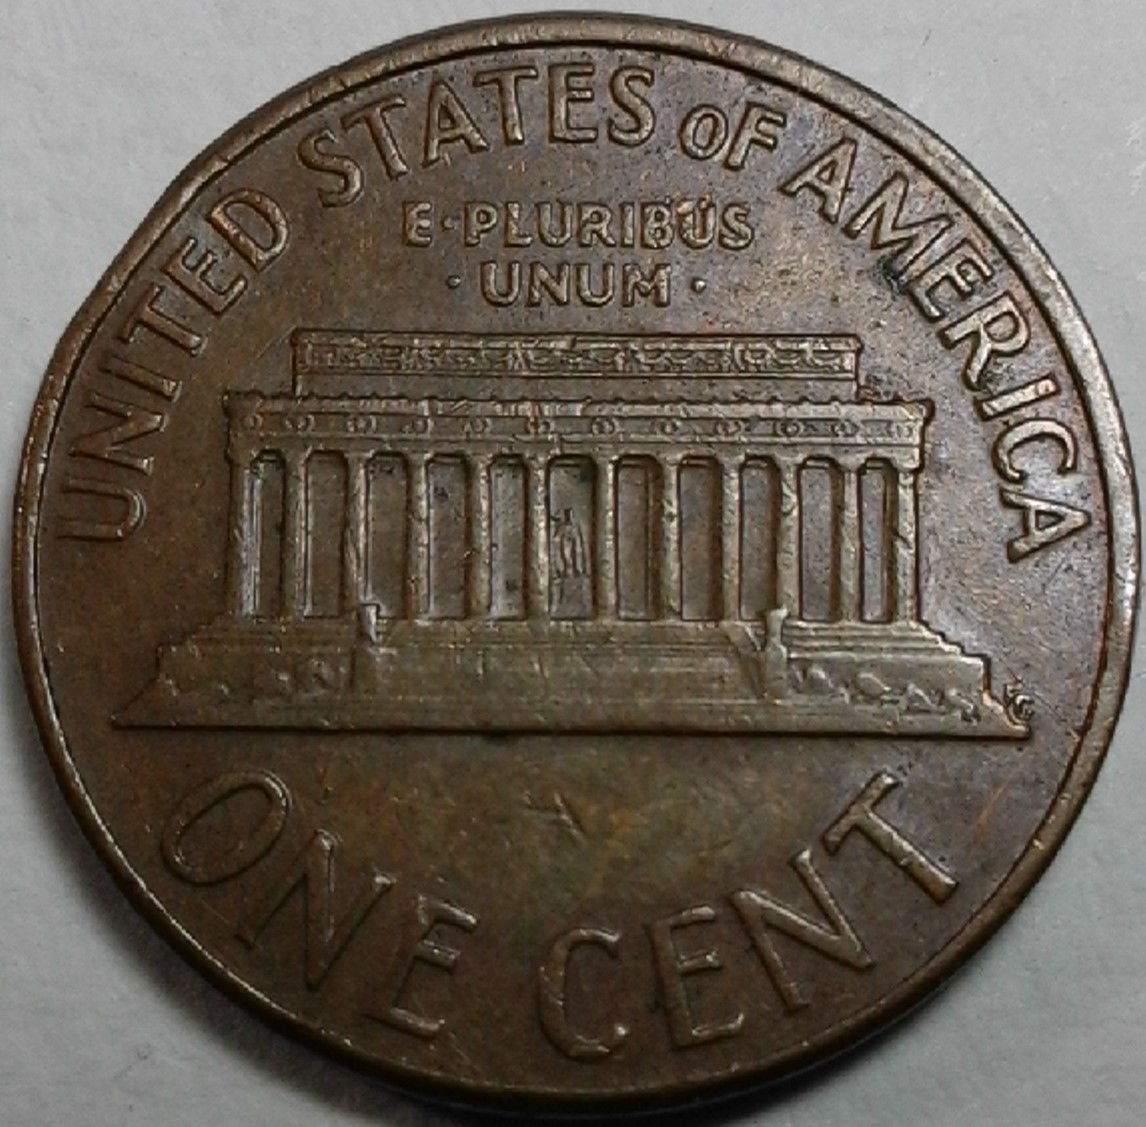 UNITED STATES OF AMERICA
E·PLURIBUS
·UNUM·
ONE CENT